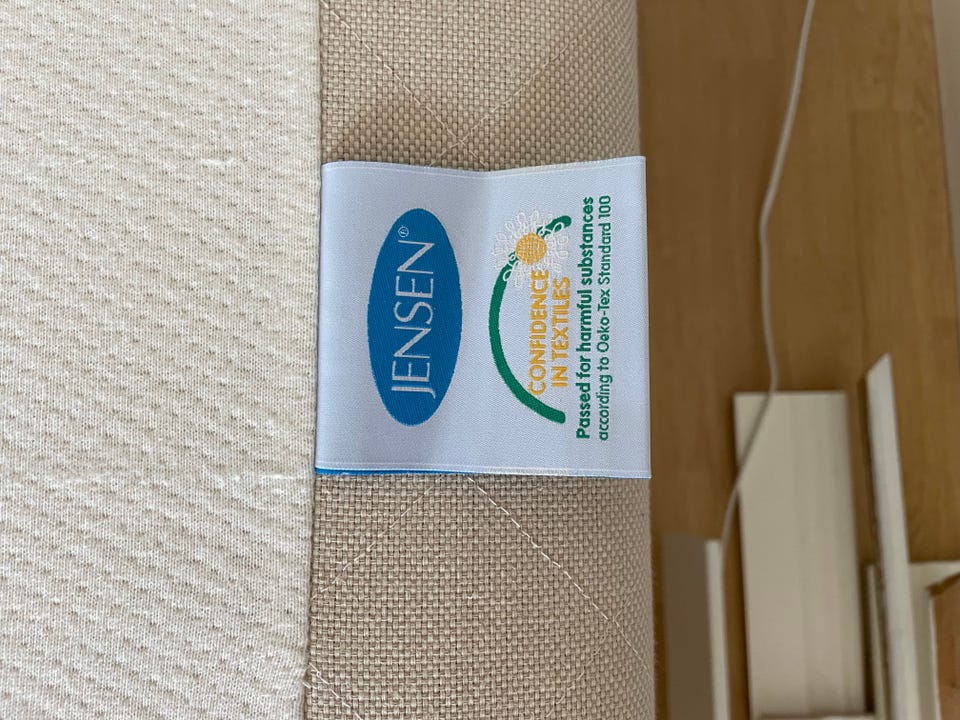 JENSEN®
CONFIDENCE
IN TEXTILES
Passed for harmful substances
according to Oeko-Tex Standard 100